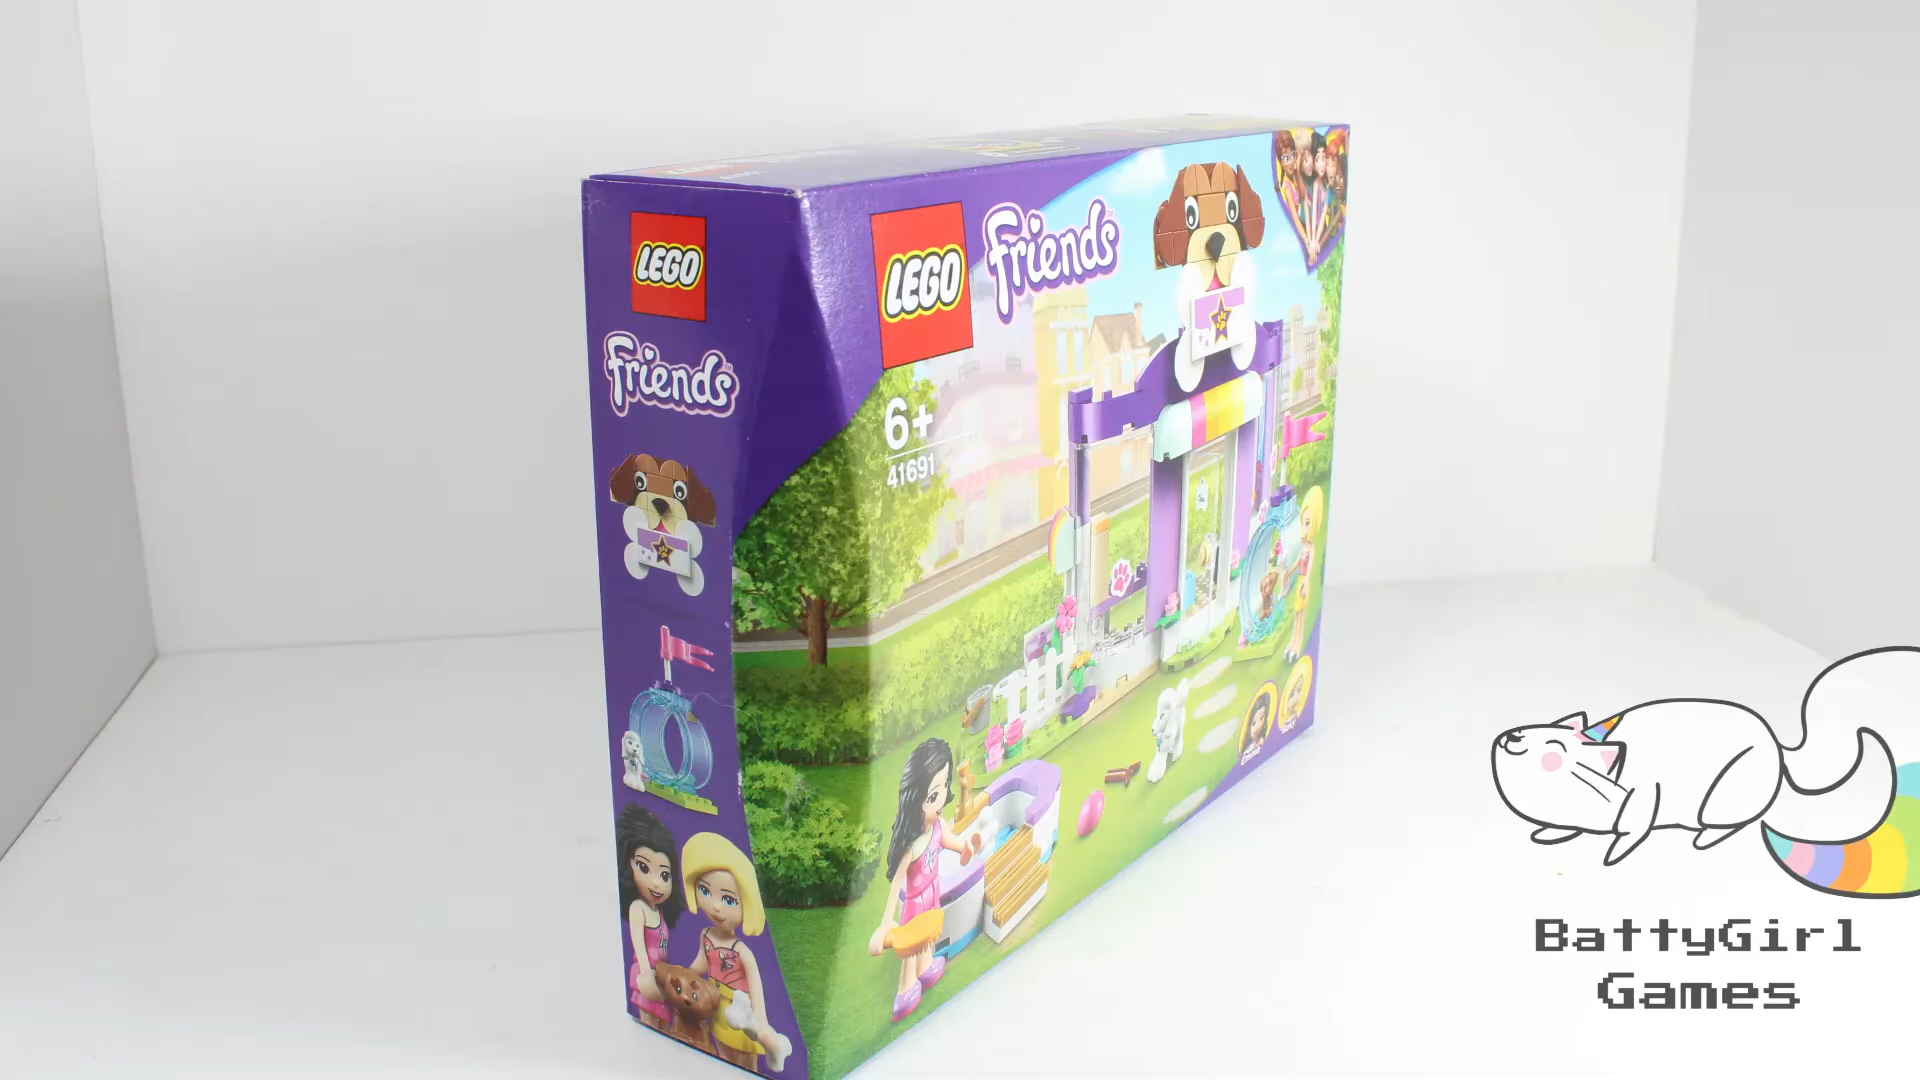 LEGO
Friends
LEGO
Friends
6+
41691
BattyGirl
Games